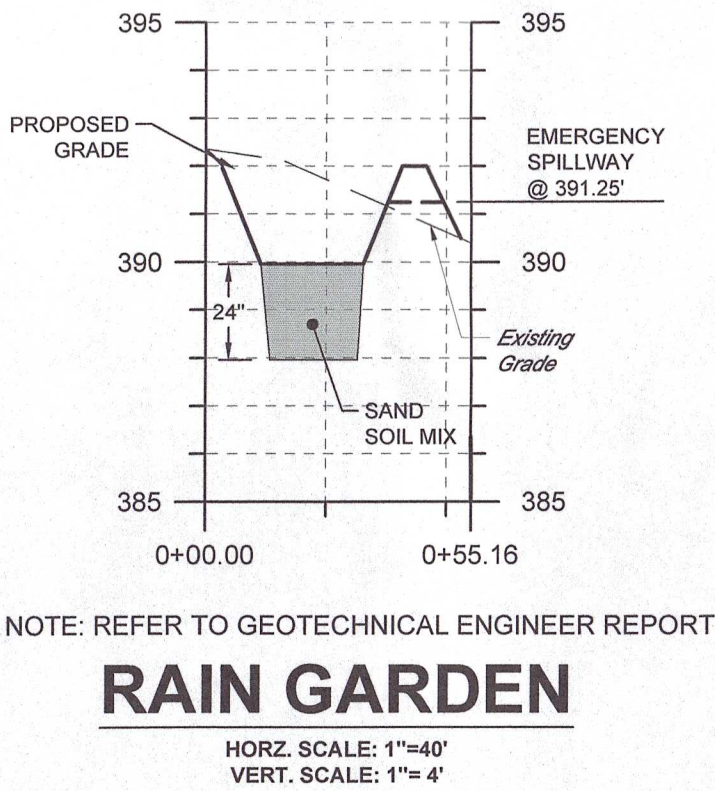 395
395
PROPOSED
GRADE
EMERGENCY
SPILLWAY
@ 391.25'
390
390
24"
Existing
Grade
SAND
SOIL MIX
385
385
0+00.00
0+55.16
NOTE: REFER TO GEOTECHNICAL ENGINEER REPORT
RAIN GARDEN
HORZ. SCALE: 1"=40'
VERT. SCALE: 1"= 4'